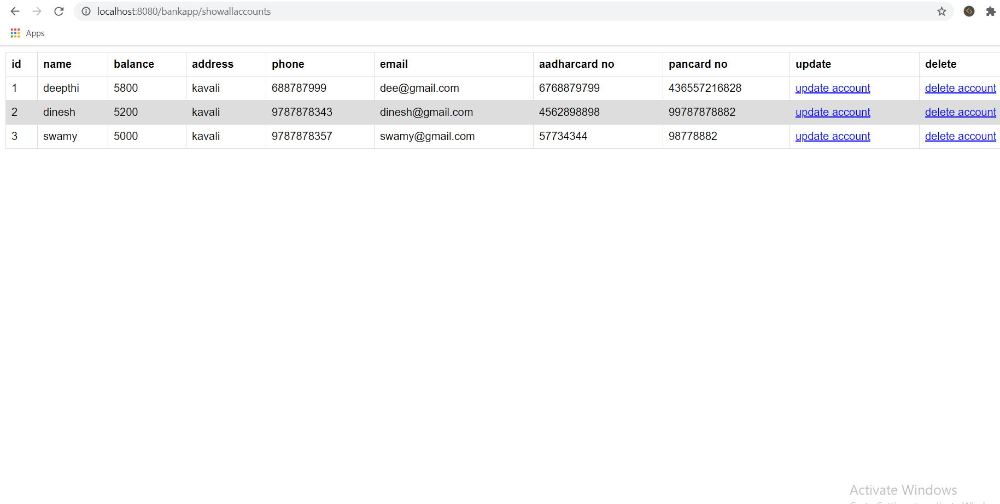 localhost:8080/bankapp/showallaccounts
Apps
id name balance address phone email aadharcard no pancard no update delete
1 deepthi 5800 kavali 688787999 dee@gmail.com 6768879799 436557216828 update account delete account
2 dinesh 5200 kavali 9787878343 dinesh@gmail.com 4562898898 99787878882 update account delete account
3 swamy 5000 kavali 9787878357 swamy@gmail.com 57734344 98778882 update account delete account
Activate Windows